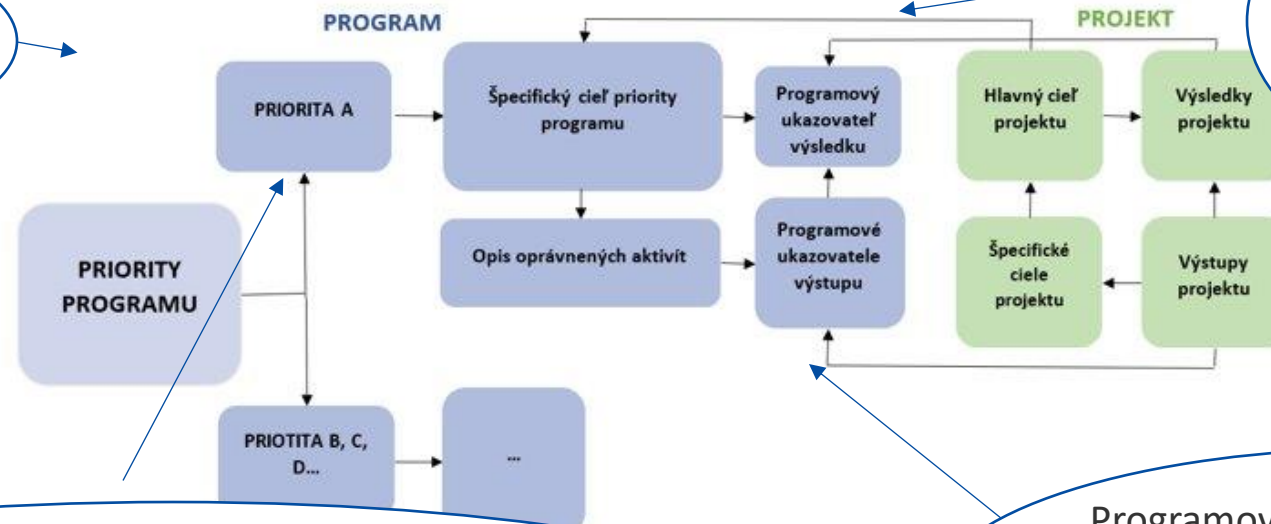 PROGRAM
PROJEKT
PRIORITA A
Špecifický cieľ priority
programu
Programový
ukazovateľ
výsledku
Hlavný cieľ
projektu
Výsledky
projektu
PRIORITY
PROGRAMU
Opis oprávnených aktivít
Programové
ukazovatele
výstupu
Špecifické
ciele
projektu
Výstupy
projektu
PRIOTITA B, C,
D...
...